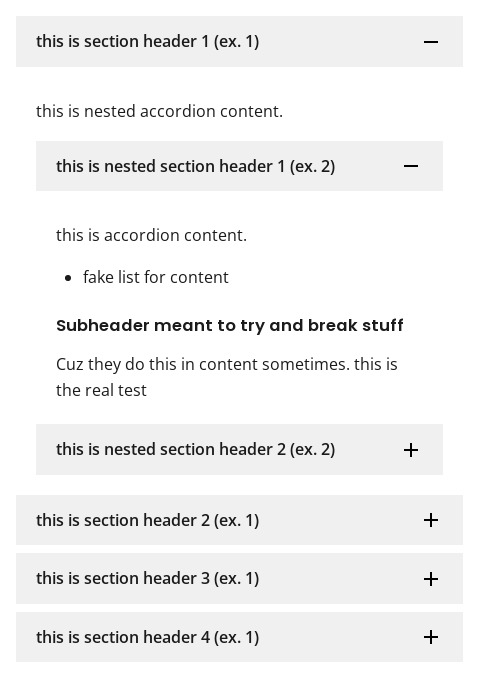 this is section header 1 (ex. 1)
this is nested accordion content.
this is nested section header 1 (ex. 2)
this is accordion content.
fake list for content
Subheader meant to try and break stuff
Cuz they do this in content sometimes. this is
the real test
this is nested section header 2 (ex. 2)
this is section header 2 (ex. 1)
this is section header 3 (ex. 1)
this is section header 4 (ex. 1)